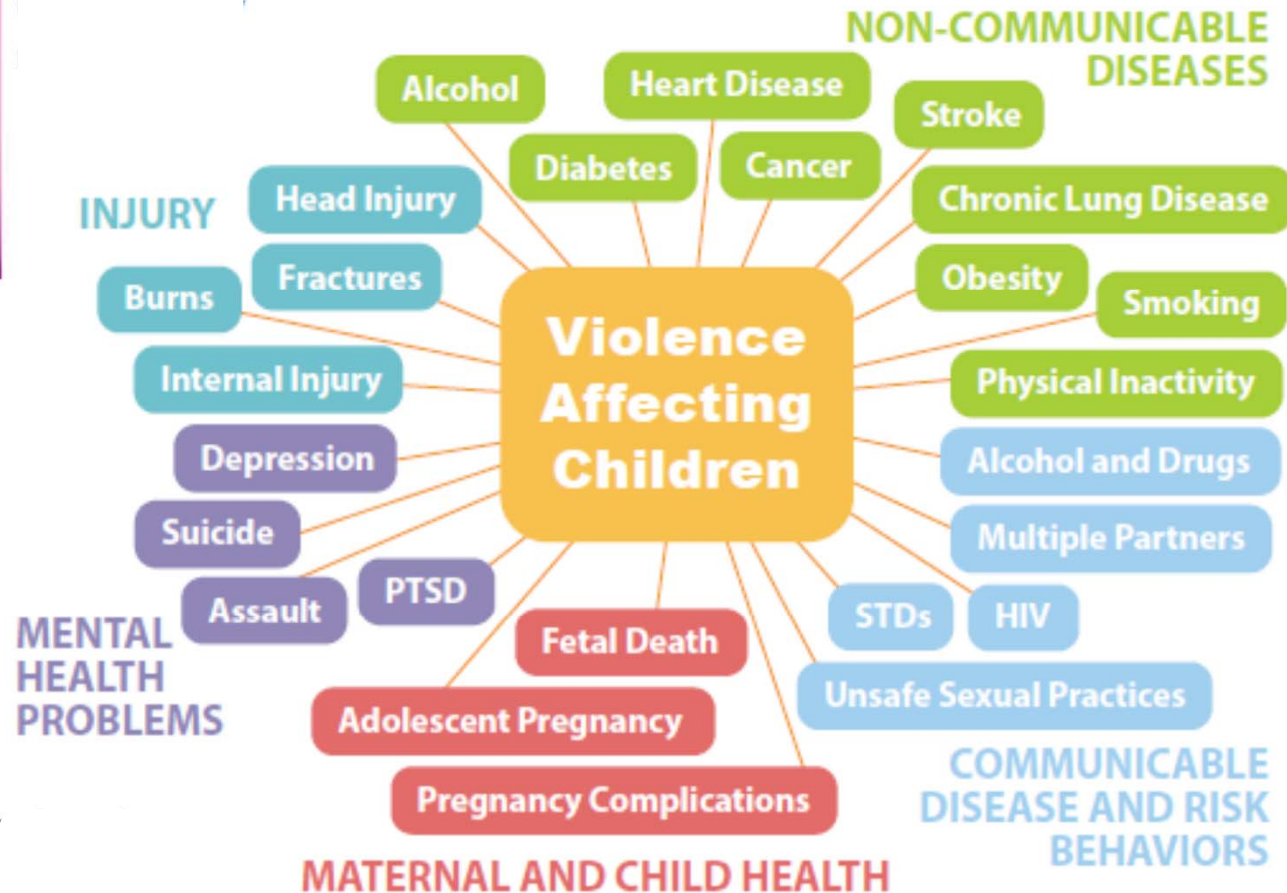 NON-COMMUNICABLE
DISEASES
Alcohol
Heart Disease
Stroke
Diabetes
Cancer
Chronic Lung Disease
Obesity
Smoking
Physical Inactivity
INJURY
Head Injury
Fractures
Burns
Internal Injury
Violence
Affecting
Children
Depression
Suicide
Assault
PTSD
MENTAL
HEALTH
PROBLEMS
Alcohol and Drugs
Multiple Partners
STDs
HIV
Unsafe Sexual Practices
COMMUNICABLE
DISEASE AND RISK
BEHAVIORS
Fetal Death
Adolescent Pregnancy
Pregnancy Complications
MATERNAL AND CHILD HEALTH